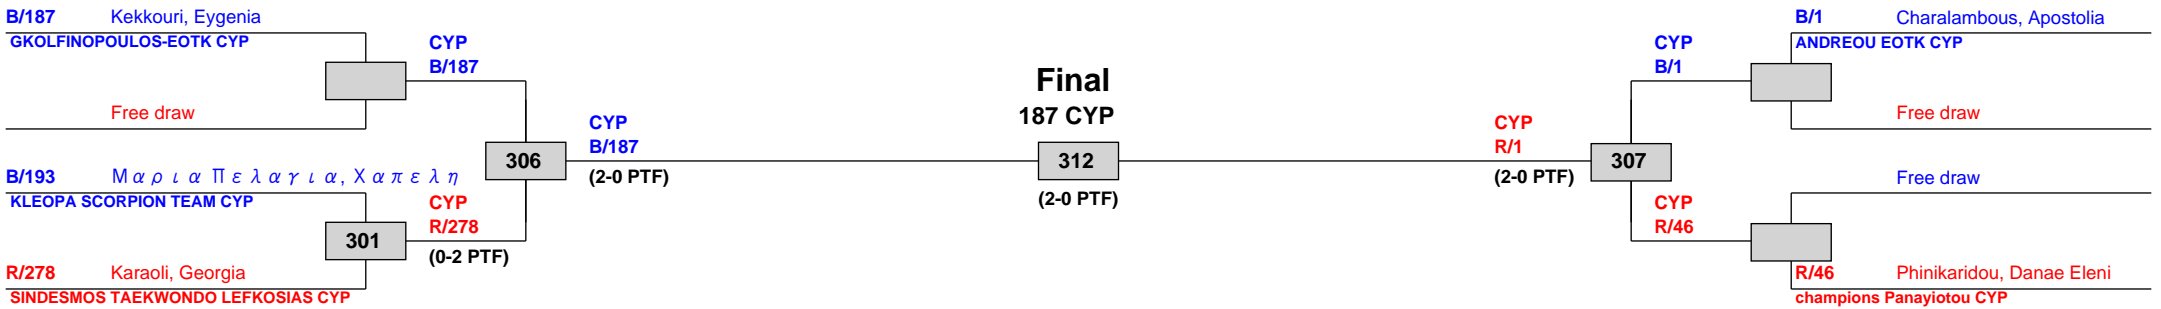 B/187 Kekkouri, Eygenia
GKOLFINOPOULOS-EOTK CYP
CYP
B/187
Free draw
B/193 Μαρια Πελαγια, Χαπελη
KLEOPA SCORPION TEAM CYP
301
CYP
R/278
(0-2 PTF)
R/278 Karaoli, Georgia
SINDESMOS TAEKWONDO LEFKOSIAS CYP
306
CYP
B/187
(2-0 PTF)
Final
187 CYP
312
(2-0 PTF)
CYP
R/1
(2-0 PTF)
307
CYP
B/1
B/1 Charalambous, Apostolia
ANDREOU EOTK CYP
Free draw
Free draw
CYP
R/46
R/46 Phinikaridou, Danae Eleni
champions Panayiotou CYP